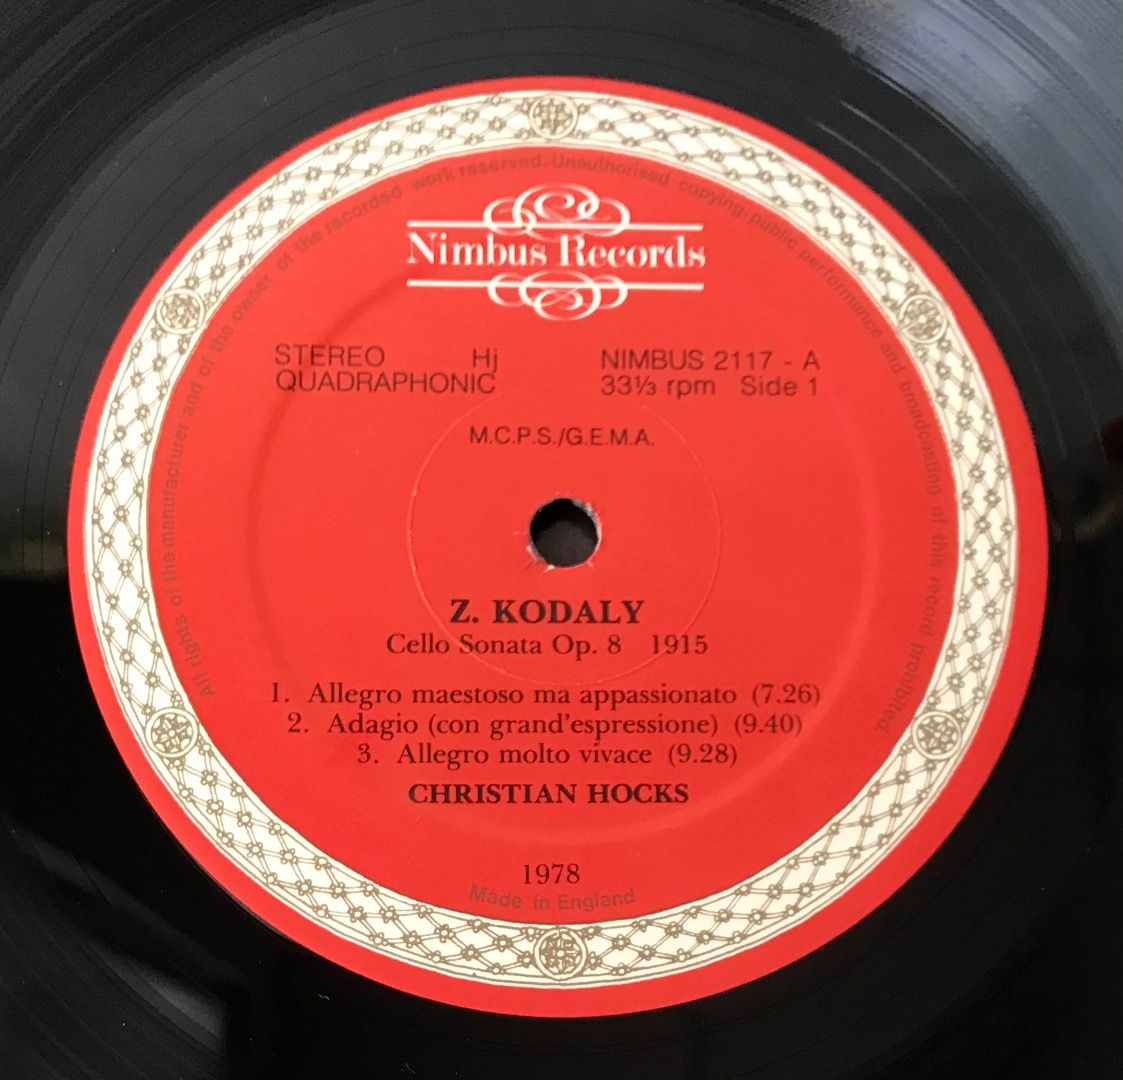 All rights of the manufacturer and of the owner of the recorded work reserved. Unauthorised copying, public performance and broadcasting of this record prohibited.
Nimbus Records
STEREO Hj NIMBUS 2117 - A
QUADRAPHONIC 33⅓ rpm Side 1
M.C.P.S./G.E.M.A.
Z. KODALY
Cello Sonata Op. 8 1915
1. Allegro maestoso ma appassionato (7.26)
2. Adagio (con grand'espressione) (9.40)
3. Allegro molto vivace (9.28)
CHRISTIAN HOCKS
1978
Made in England